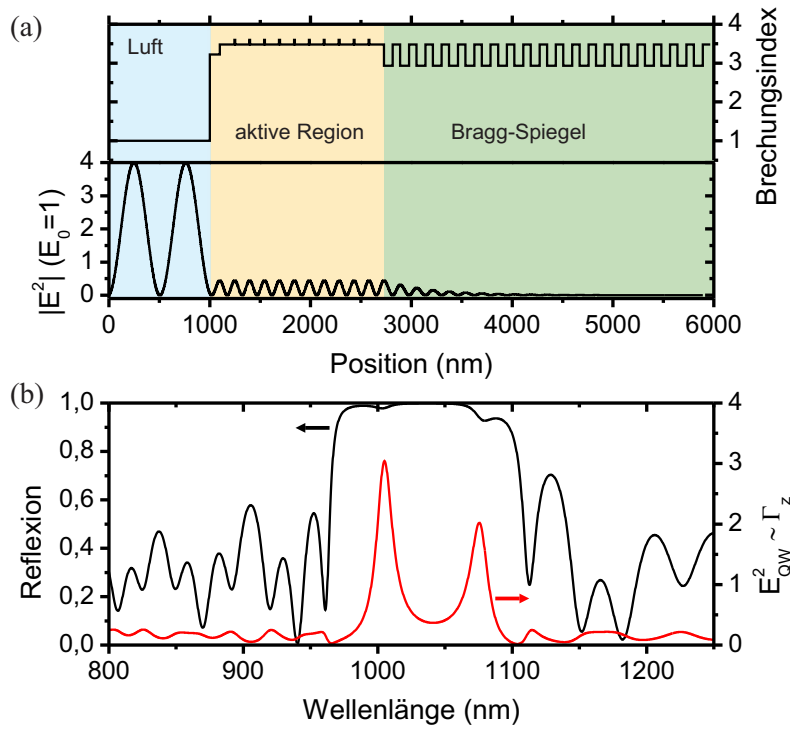 (a)
Luft
aktive Region
Bragg-Spiegel
4
3
2
1
Brechungsindex
4
3
2
1
0
|E²| (E₀=1)
0 1000 2000 3000 4000 5000 6000
Position (nm)
(b)
1,0
0,8
0,6
0,4
0,2
0,0
Reflexion
4
3
2
1
0
E²QW ~ Γz
800 900 1000 1100 1200
Wellenlänge (nm)